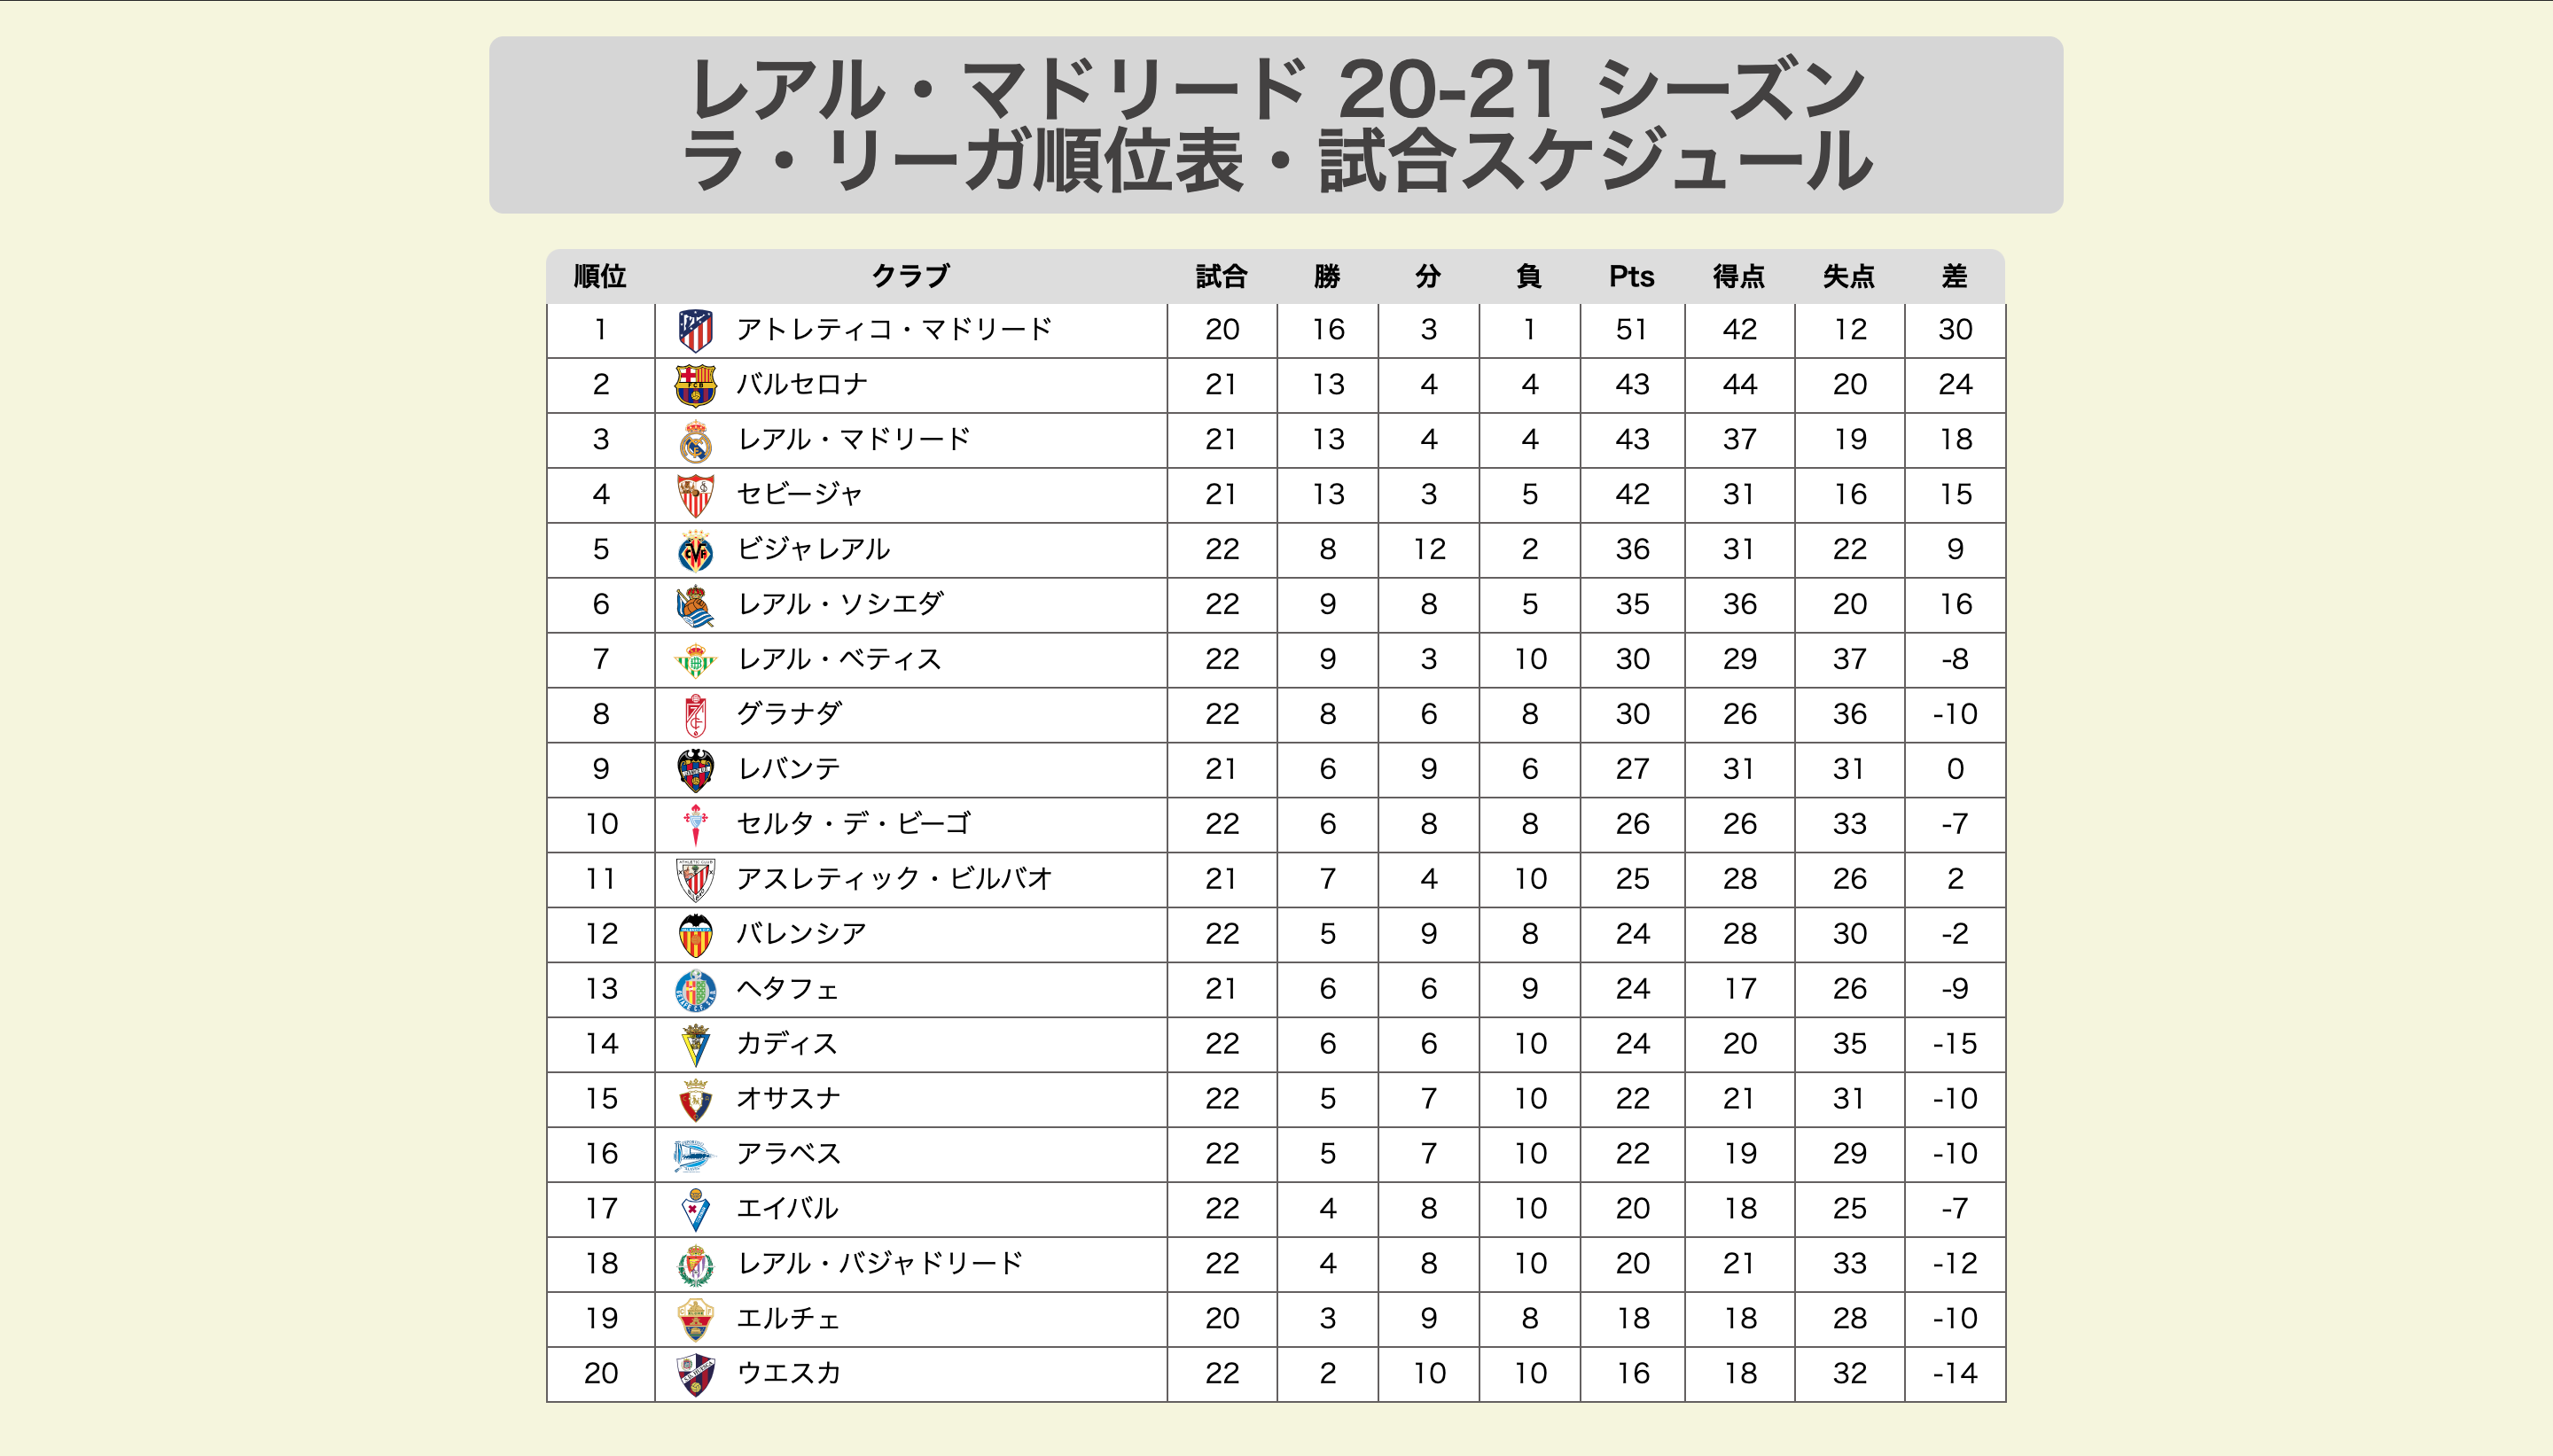 レアル・マドリード 20-21 シーズン
ラ・リーガ順位表・試合スケジュール
順位 クラブ 試合 勝 分 負 Pts 得点 失点 差
1 アトレティコ・マドリード 20 16 3 1 51 42 12 30
2 バルセロナ 21 13 4 4 43 44 20 24
3 レアル・マドリード 21 13 4 4 43 37 19 18
4 セビージャ 21 13 3 5 42 31 16 15
5 ビジャレアル 22 8 12 2 36 31 22 9
6 レアル・ソシエダ 22 9 8 5 35 36 20 16
7 レアル・ベティス 22 9 3 10 30 29 37 -8
8 グラナダ 22 8 6 8 30 26 36 -10
9 レバンテ 21 6 9 6 27 31 31 0
10 セルタ・デ・ビーゴ 22 6 8 8 26 26 33 -7
11 アスレティック・ビルバオ 21 7 4 10 25 28 26 2
12 バレンシア 22 5 9 8 24 28 30 -2
13 ヘタフェ 21 6 6 9 24 17 26 -9
14 カディス 22 6 6 10 24 20 35 -15
15 オサスナ 22 5 7 10 22 21 31 -10
16 アラベス 22 5 7 10 22 19 29 -10
17 エイバル 22 4 8 10 20 18 25 -7
18 レアル・バジャドリード 22 4 8 10 20 21 33 -12
19 エルチェ 20 3 9 8 18 18 28 -10
20 ウエスカ 22 2 10 10 16 18 32 -14